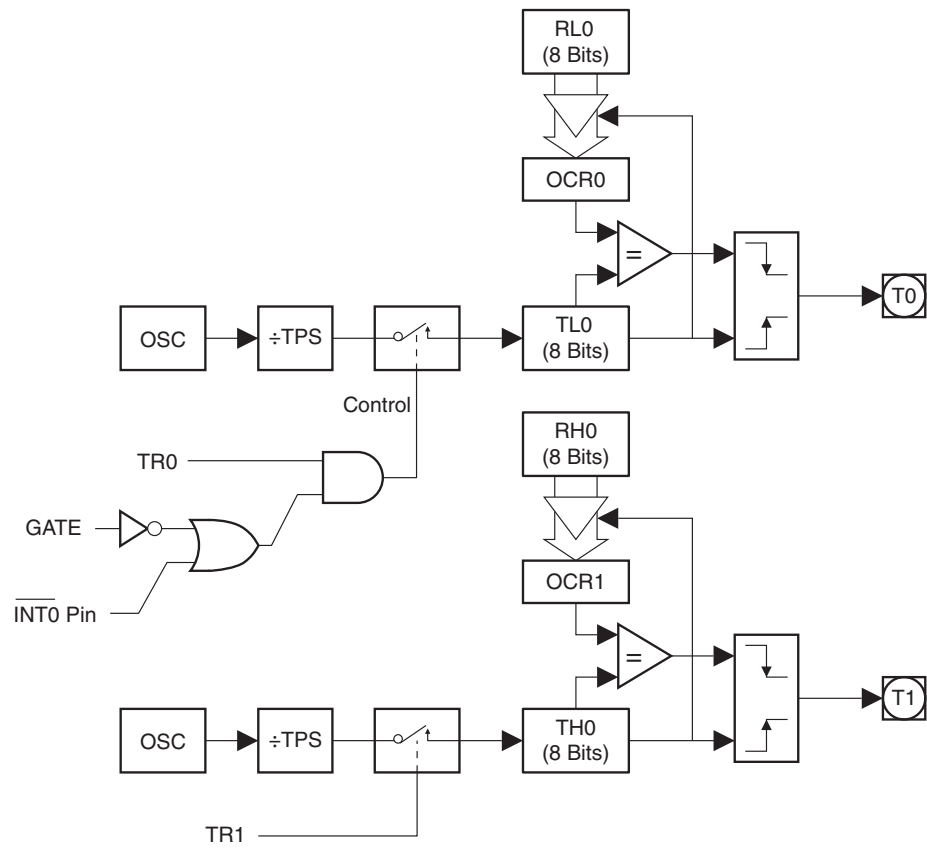 RL0
(8 Bits)
OCR0
=
OSC
÷TPS
TL0
(8 Bits)
T0
Control
TR0
GATE
INT0 Pin
RH0
(8 Bits)
OCR1
=
OSC
÷TPS
TH0
(8 Bits)
T1
TR1